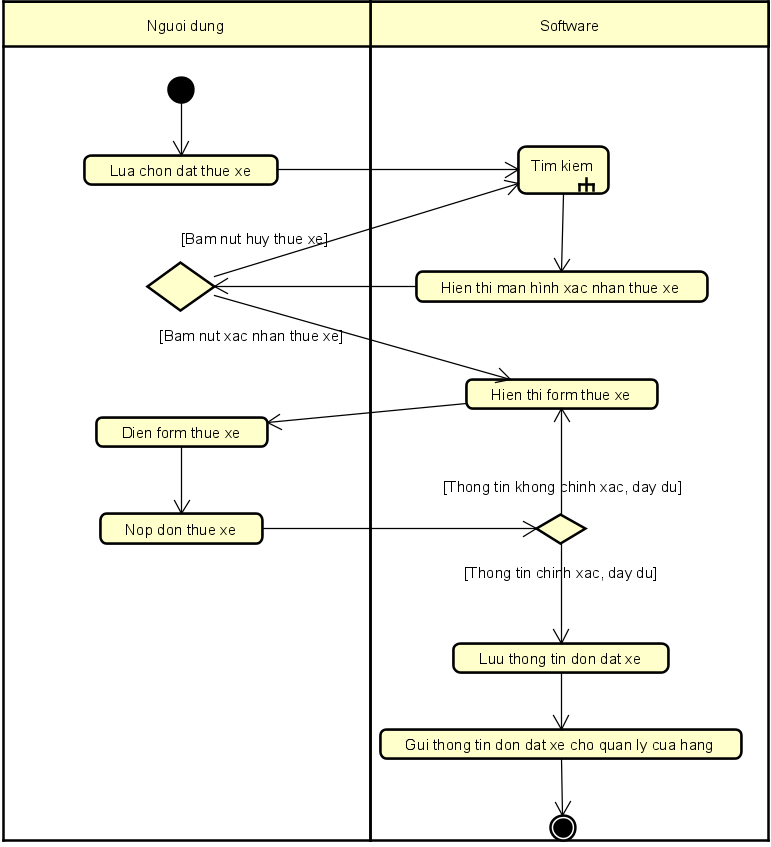 Nguoi dung
Software
Lua chon dat thue xe
Tim kiem
[Bam nut huy thue xe]
Hien thi man hình xac nhan thue xe
[Bam nut xac nhan thue xe]
Hien thi form thue xe
Dien form thue xe
[Thong tin khong chinh xac, day du]
Nop don thue xe
[Thong tin chinh xac, day du]
Luu thong tin don dat xe
Gui thong tin don dat xe cho quan ly cua hang